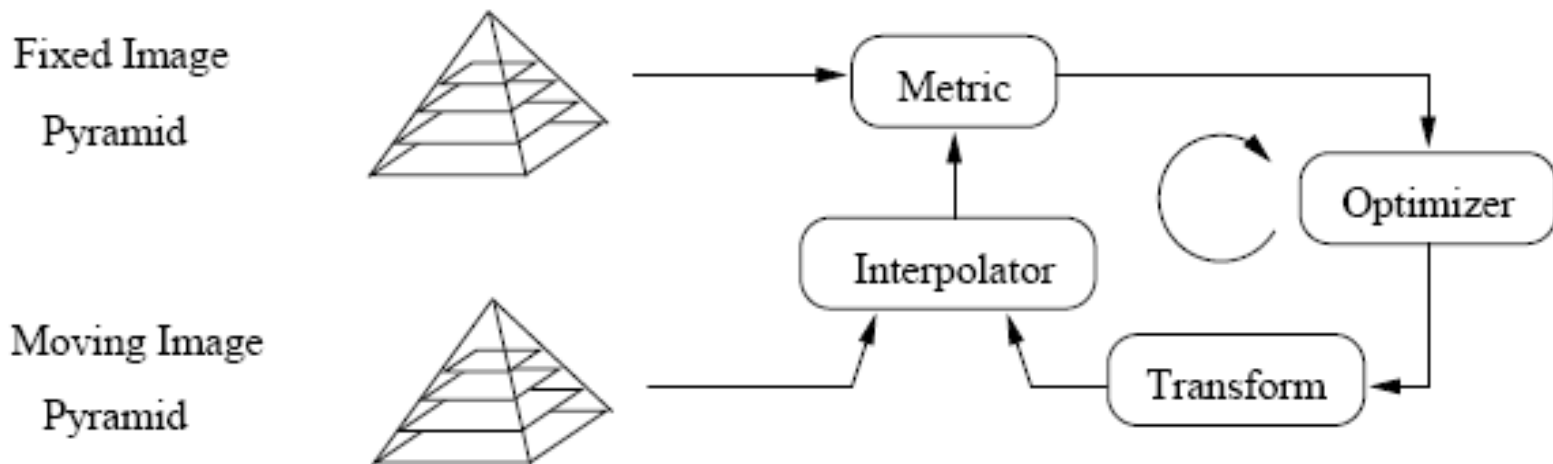 Fixed Image
Pyramid
Metric
Optimizer
Interpolator
Moving Image
Pyramid
Transform